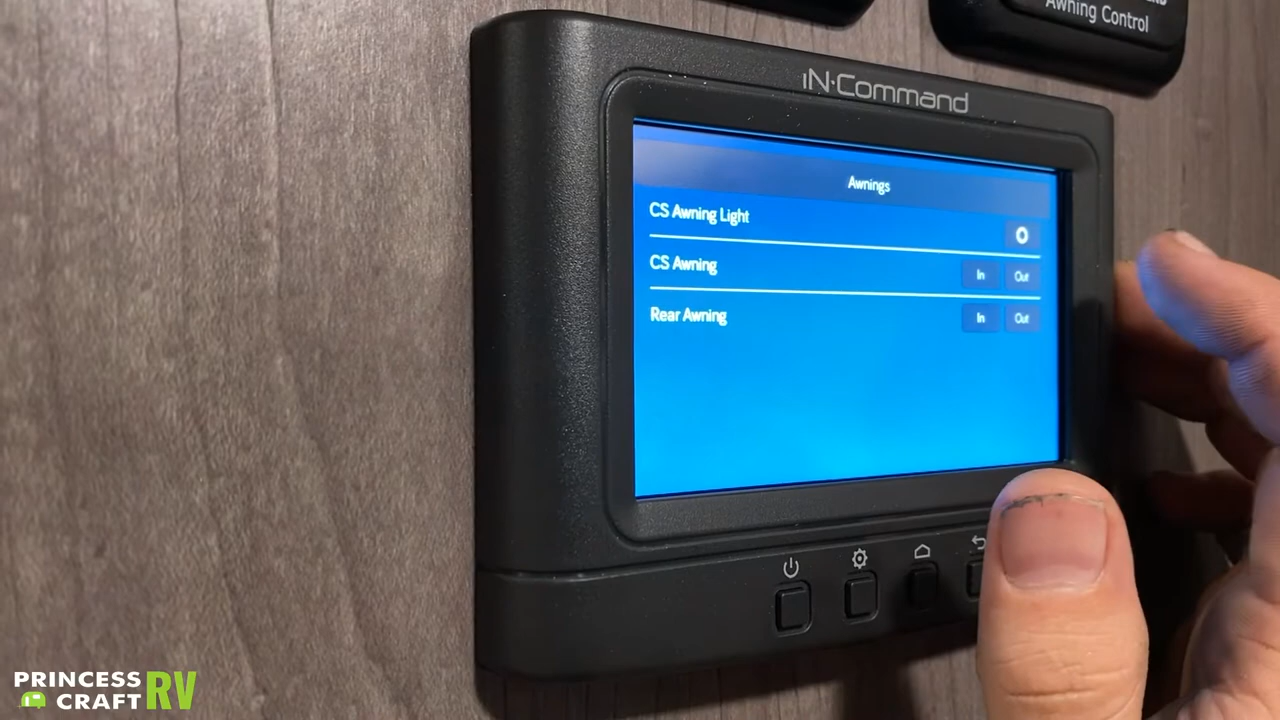 Awning Control
iN·Command
Awnings
CS Awning Light
CS Awning
In Out
Rear Awning
In Out
PRINCESS
CRAFT RV